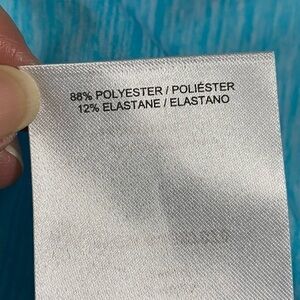 88% POLYESTER / POLIÉSTER
12% ELASTANE / ELASTANO